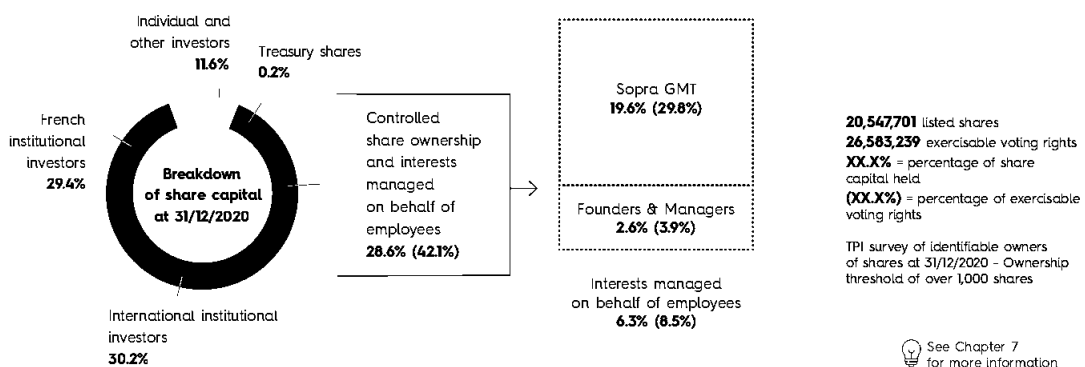 Individual and
other investors
11.6%
Treasury shares
0.2%
French
institutional
investors
29.4%
Breakdown
of share capital
at 31/12/2020
International institutional
investors
30.2%
Controlled
share ownership
and interests
managed
on behalf of
employees
28.6% (42.1%)
Sopra GMT
19.6% (29.8%)
Founders & Managers
2.6% (3.9%)
Interests managed
on behalf of employees
6.3% (8.5%)
20,547,701 listed shares
26,583,239 exercisable voting rights
XX.X% = percentage of share
capital held
(XX.X%) = percentage of exercisable
voting rights
TPI survey of identifiable owners
of shares at 31/12/2020 – Ownership
threshold of over 1,000 shares
See Chapter 7
for more information